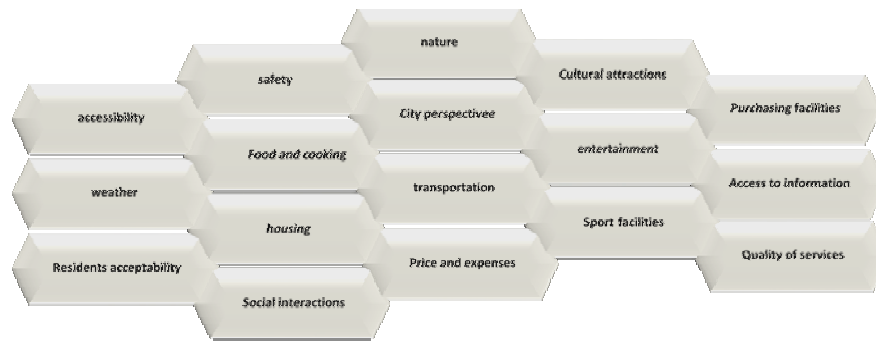 nature
safety
Cultural attractions
accessibility
City perspectivee
Purchasing facilities
Food and cooking
entertainment
weather
transportation
Access to information
housing
Sport facilities
Residents acceptability
Price and expenses
Quality of services
Social interactions